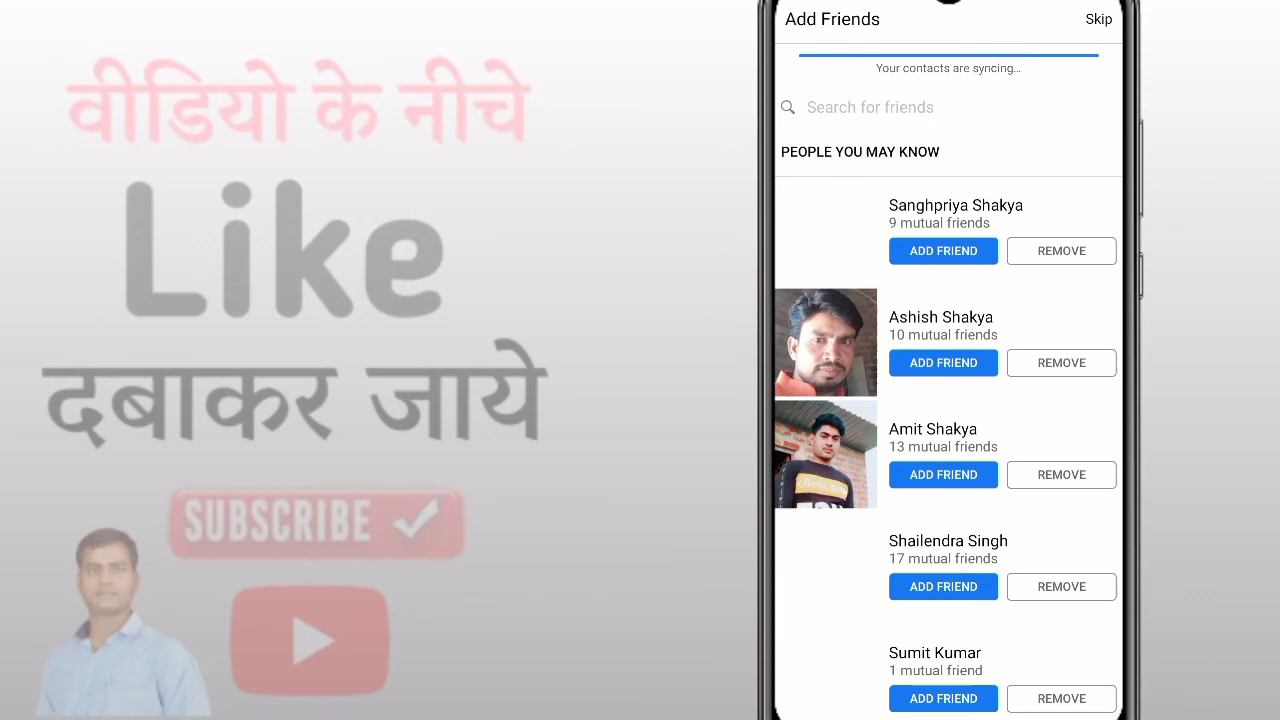 वीडियो के नीचे
Like
दबाकर जाये
SUBSCRIBE
Add Friends
Skip
Your contacts are syncing...
Search for friends
PEOPLE YOU MAY KNOW
Sanghpriya Shakya
9 mutual friends
ADD FRIEND
REMOVE
Ashish Shakya
10 mutual friends
ADD FRIEND
REMOVE
Amit Shakya
13 mutual friends
ADD FRIEND
REMOVE
Shailendra Singh
17 mutual friends
ADD FRIEND
REMOVE
Sumit Kumar
1 mutual friend
ADD FRIEND
REMOVE